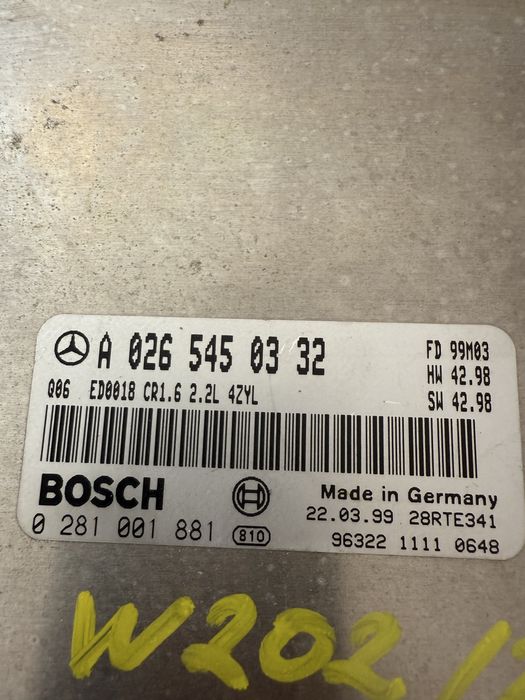 A 026 545 03 32
FD 99M03
HW 42.98
SW 42.98
Q06 ED0018 CR1.6 2.2L 4ZYL
BOSCH
Made in Germany
0 281 001 881 810
22.03.99 28RTE341
96322 1111 0648
W202/